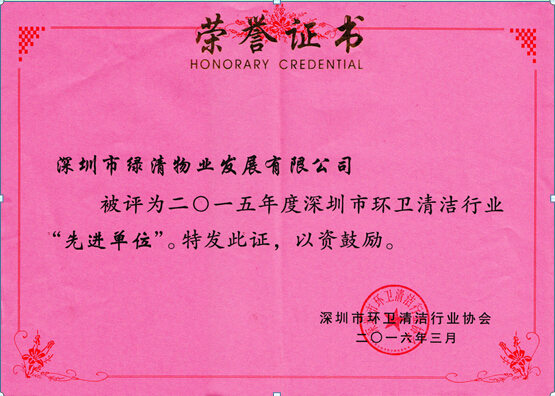 荣誉证书
HONORARY CREDENTIAL
深圳市绿清物业发展有限公司
被评为二〇一五年度深圳市环卫清洁行业
“先进单位”。特发此证，以资鼓励。
深圳市环卫清洁行业协会
二〇一六年三月